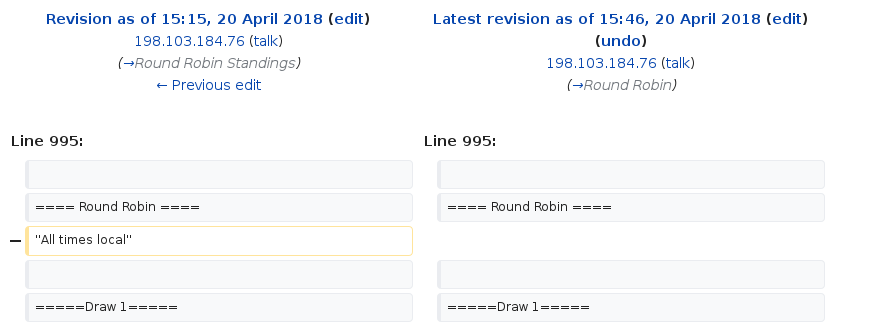 Revision as of 15:15, 20 April 2018 (edit)
198.103.184.76 (talk)
(→Round Robin Standings)
← Previous edit
Latest revision as of 15:46, 20 April 2018 (edit)
(undo)
198.103.184.76 (talk)
(→Round Robin)
Line 995:
Line 995:
==== Round Robin ====
==== Round Robin ====
− ''All times local''
=====Draw 1=====
=====Draw 1=====